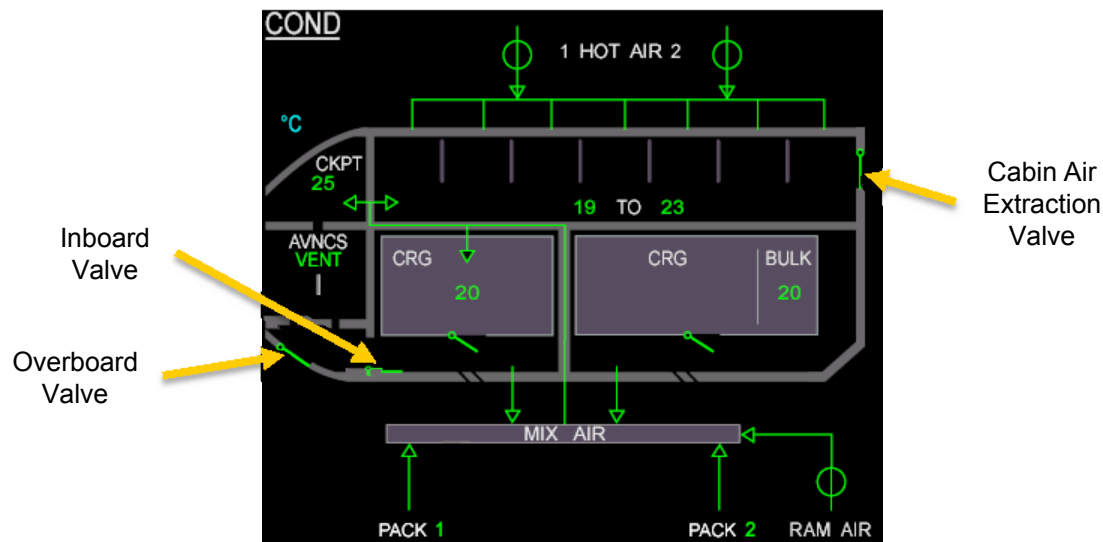 COND
1 HOT AIR 2
°C
CKPT
25
19 TO 23
Cabin Air
Extraction
Valve
Inboard
Valve
AVNCS
VENT
CRG
20
CRG
BULK
20
Overboard
Valve
MIX AIR
PACK 1
PACK 2
RAM AIR